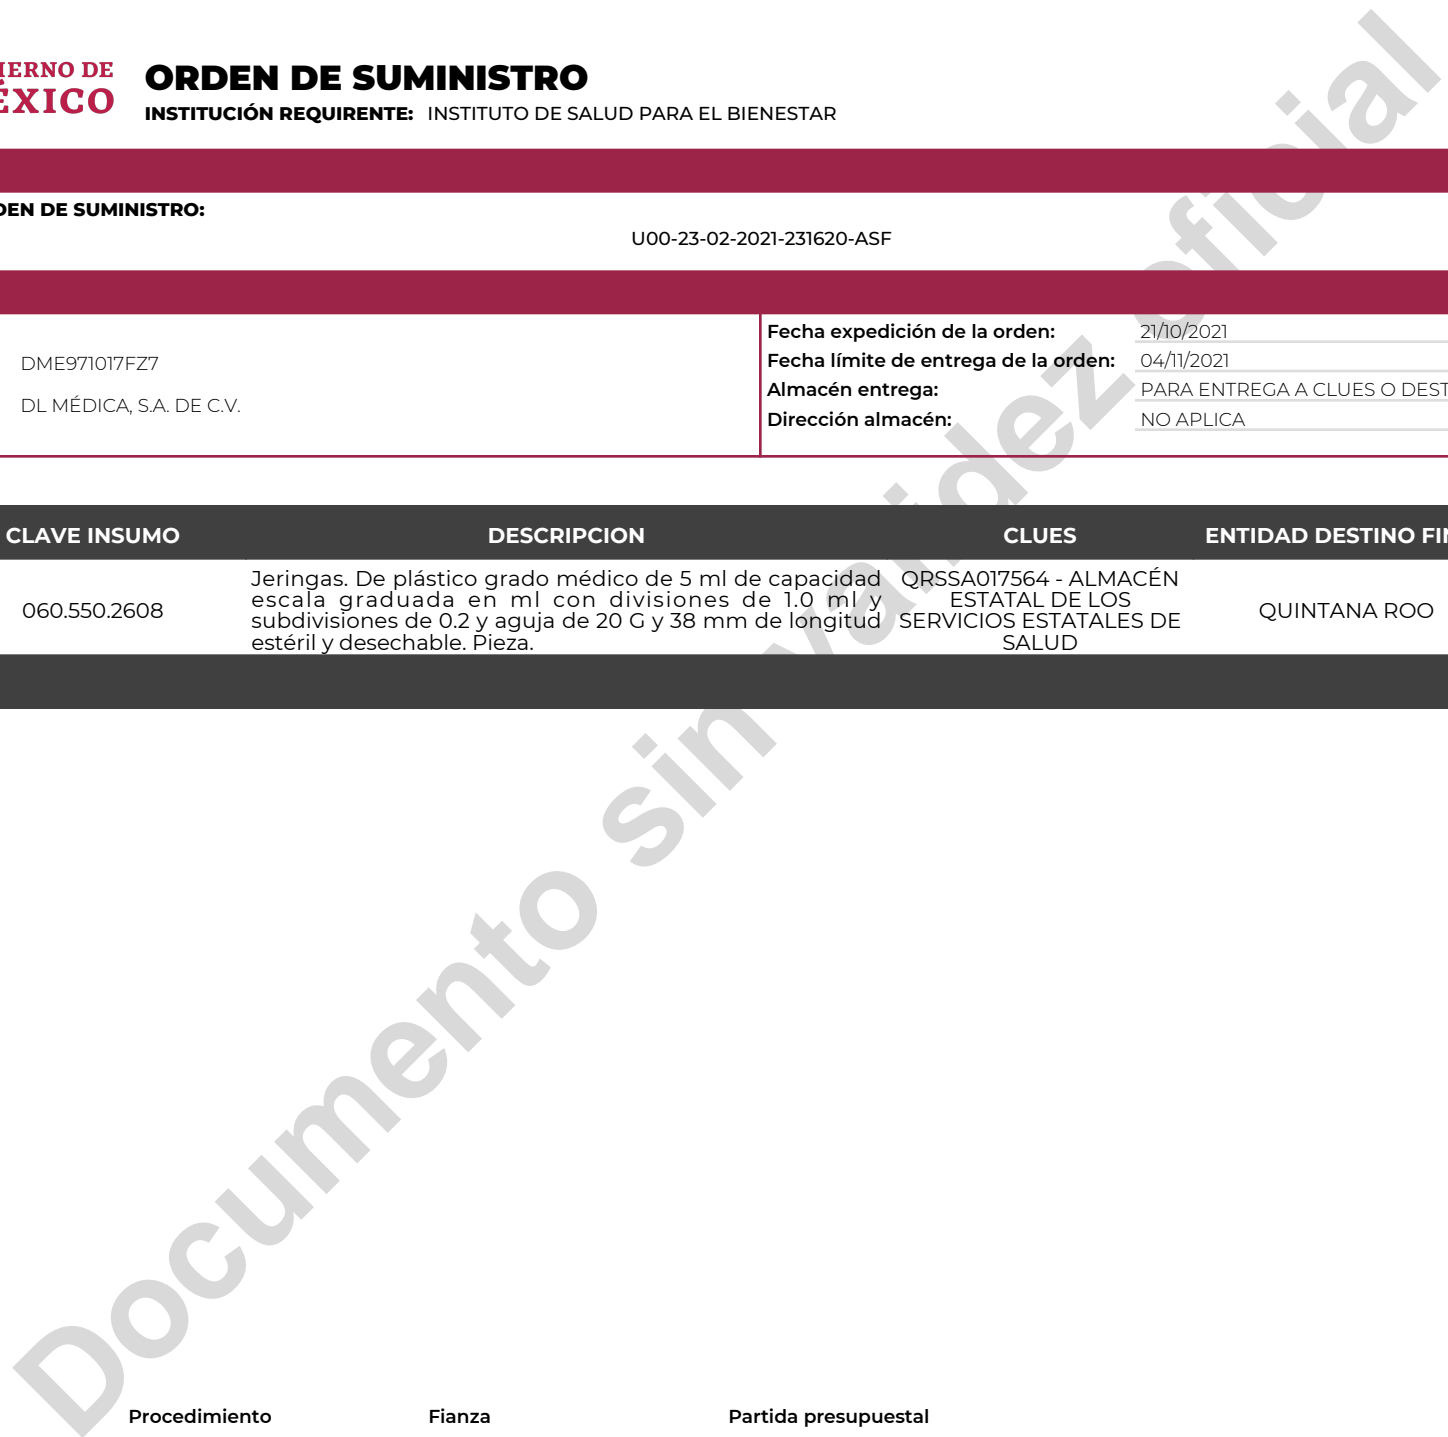 IERNO DE
ÉXICO
ORDEN DE SUMINISTRO
INSTITUCIÓN REQUIRENTE: INSTITUTO DE SALUD PARA EL BIENESTAR
DEN DE SUMINISTRO:
U00-23-02-2021-231620-ASF
DME971017FZ7
DL MÉDICA, S.A. DE C.V.
Fecha expedición de la orden: 21/10/2021
Fecha límite de entrega de la orden: 04/11/2021
Almacén entrega: PARA ENTREGA A CLUES O DEST
Dirección almacén: NO APLICA
CLAVE INSUMO DESCRIPCION CLUES ENTIDAD DESTINO FIN
060.550.2608
Jeringas. De plástico grado médico de 5 ml de capacidad
escala graduada en ml con divisiones de 1.0 ml y
subdivisiones de 0.2 y aguja de 20 G y 38 mm de longitud
estéril y desechable. Pieza.
QRSSA017564 - ALMACÉN
ESTATAL DE LOS
SERVICIOS ESTATALES DE
SALUD
QUINTANA ROO
Documento sin validez oficial
Procedimiento Fianza Partida presupuestal